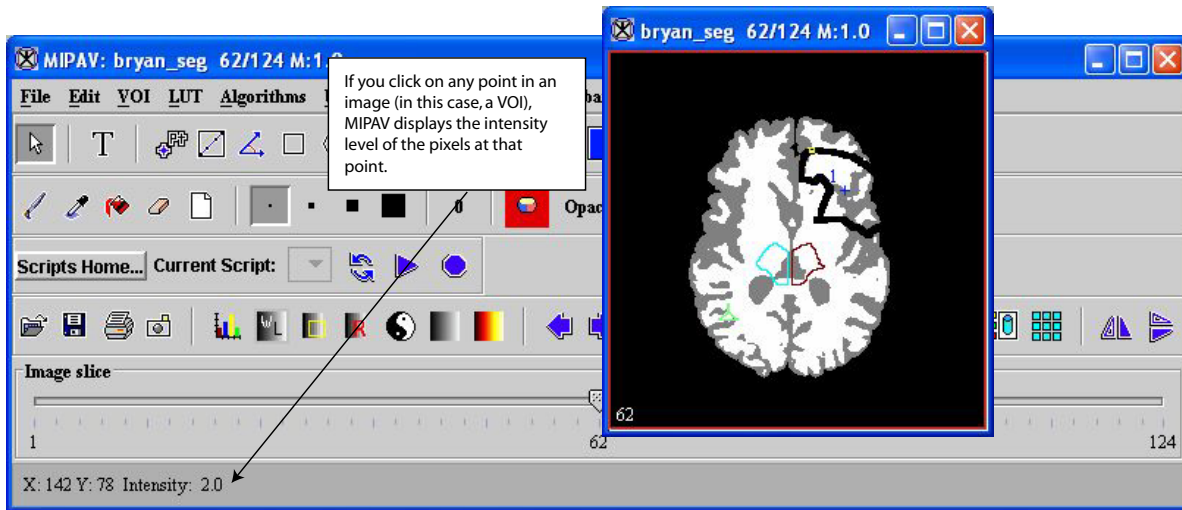 bryan_seg 62/124 M:1.0
MIPAV: bryan_seg 62/124 M:1.0
If you click on any point in an
image (in this case, a VOI),
MIPAV displays the intensity
level of the pixels at that
point.
File Edit VOI LUT Algorithms
T
0
Opac
Scripts Home... Current Script:
WL
R
1
62
Image slice
1
62
124
X: 142 Y: 78 Intensity: 2.0